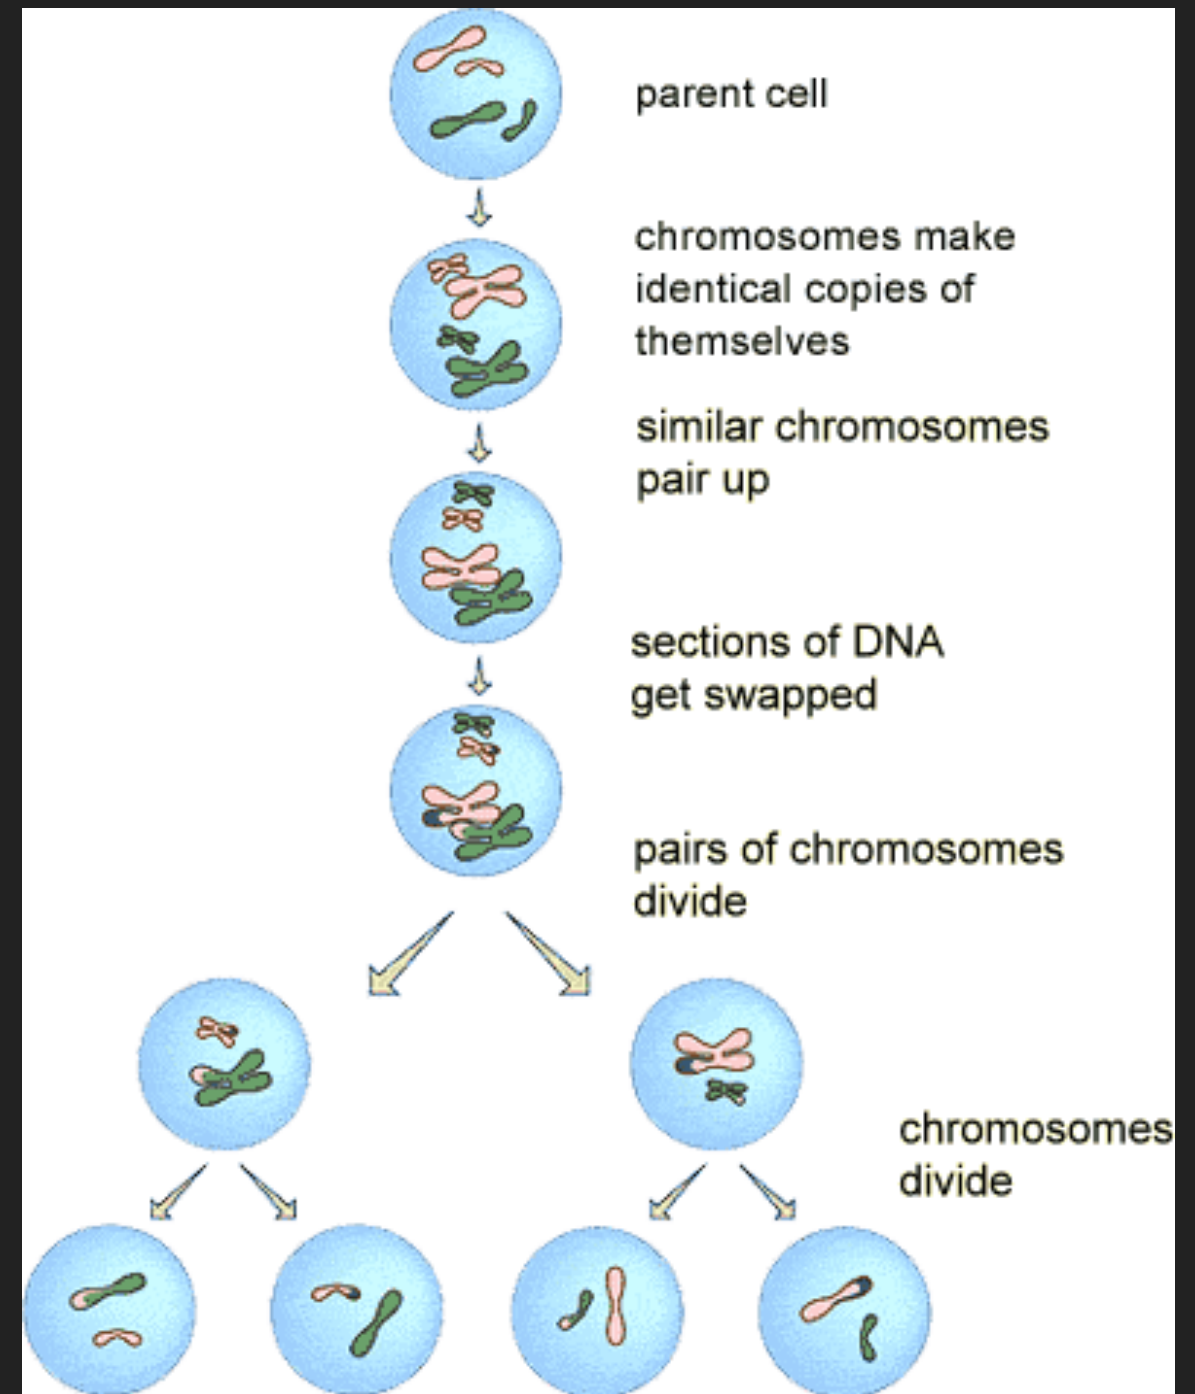 parent cell
chromosomes make
identical copies of
themselves
similar chromosomes
pair up
sections of DNA
get swapped
pairs of chromosomes
divide
chromosomes
divide